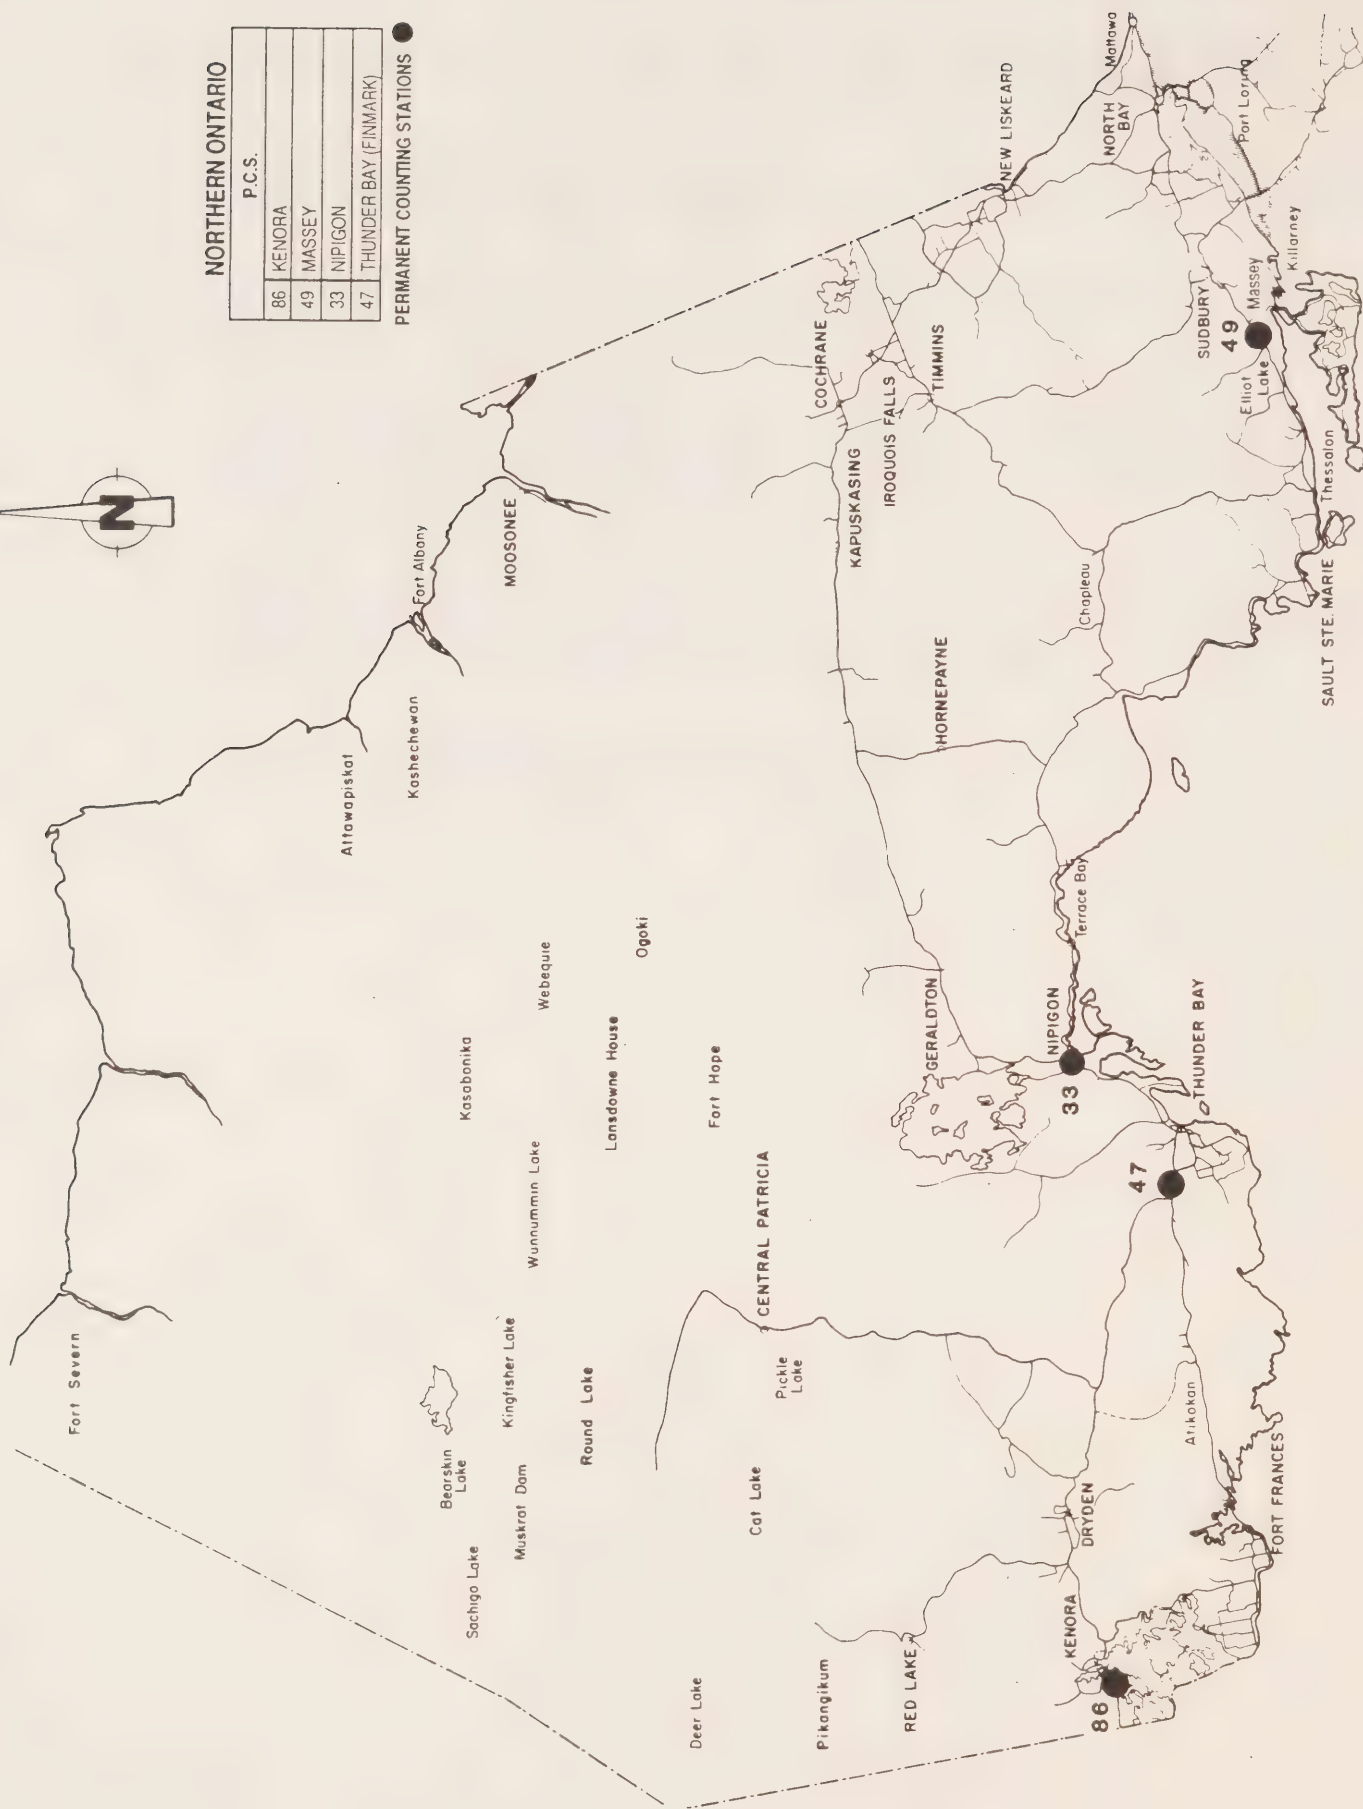 NORTHERN ONTARIO
P.C.S.
86 KENORA
49 MASSEY
33 NIPIGON
47 THUNDER BAY (FINMARK)
PERMANENT COUNTING STATIONS
N
Fort Severn
Attawapiskat
Kashechewan
Fort Albany
MOOSONEE
Bearskin
Lake
Sachigo Lake
Muskrat Dam
Kingfisher Lake
Wunnummin Lake
Kasabonika
Webequie
Round Lake
Lansdowne House
Ogoki
Deer Lake
Cat Lake
Fort Hope
CENTRAL PATRICIA
Pickle
Lake
Pikangikum
RED LAKE
GERALDTON
HORNEPAYNE
KAPUSKASING
COCHRANE
IROQUOIS FALLS
TIMMINS
NEW LISKEARD
KENORA
86
DRYDEN
Atikokan
FORT FRANCES
47
THUNDER BAY
33
NIPIGON
Terrace Bay
Chapleau
SAULT STE. MARIE
Thessalon
Elliot
Lake
SUDBURY
49
Massey
Killarney
NORTH
BAY
Mattawa
Port Loring